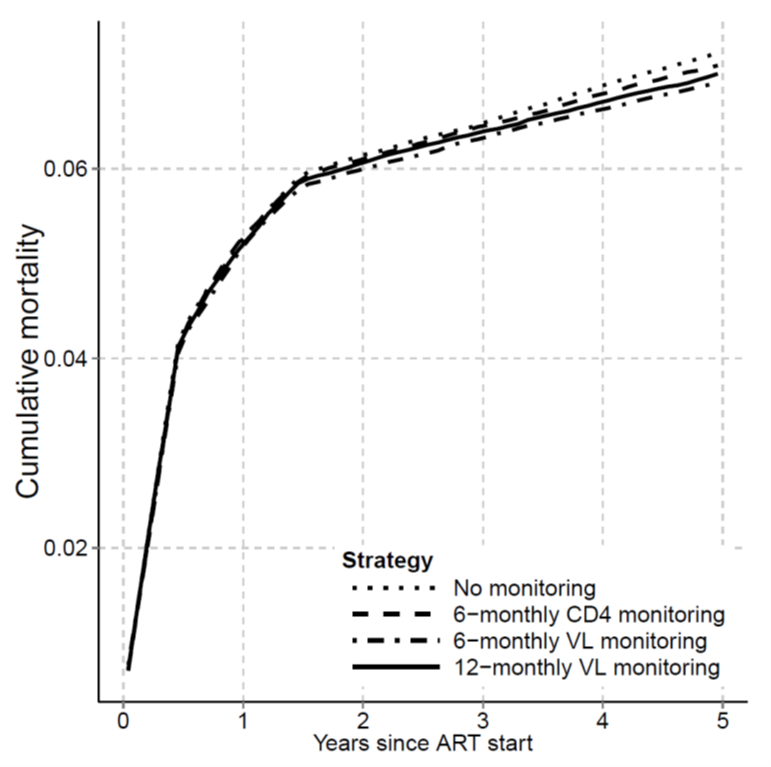 Cumulative mortality
0.06
0.04
0.02
Strategy
No monitoring
6−monthly CD4 monitoring
6−monthly VL monitoring
12−monthly VL monitoring
0 1 2 3 4 5
Years since ART start